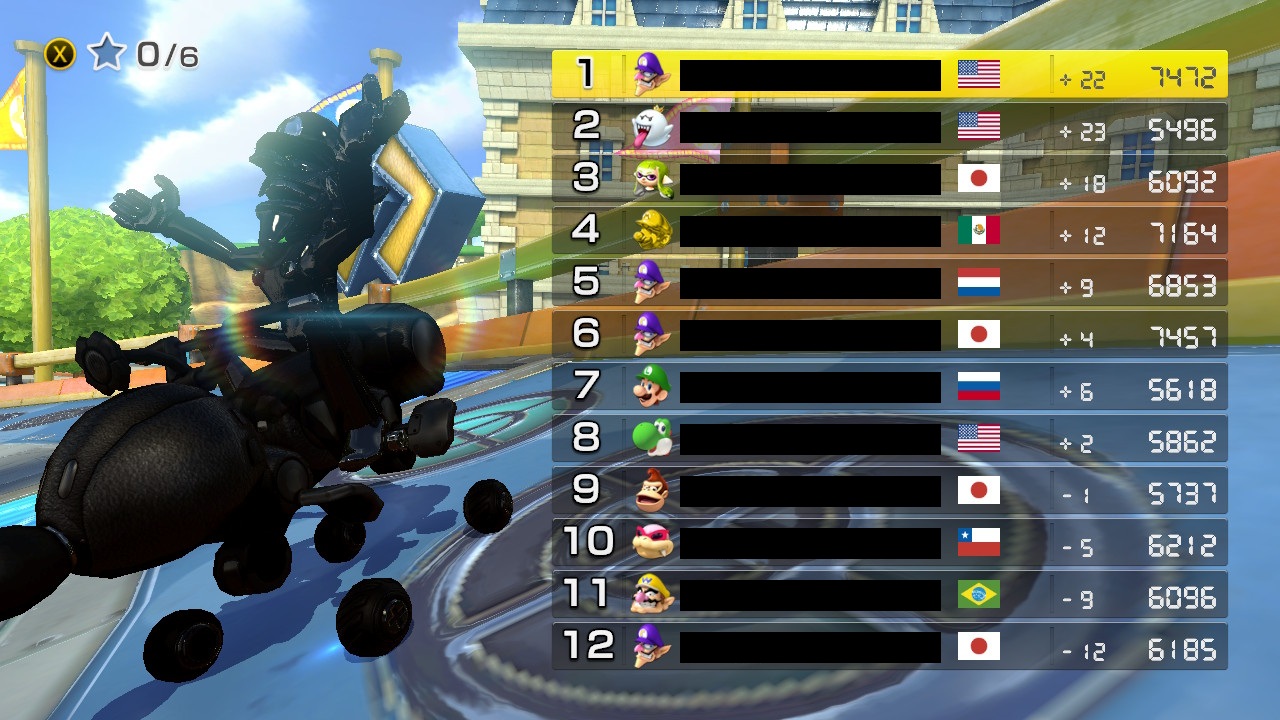 X 0/6
1 + 22 7472
2 + 23 5496
3 + 18 6092
4 + 12 7164
5 + 9 6853
6 + 4 7457
7 + 6 5618
8 + 2 5862
9 - 1 5737
10 - 5 6212
11 - 9 6096
12 - 12 6185